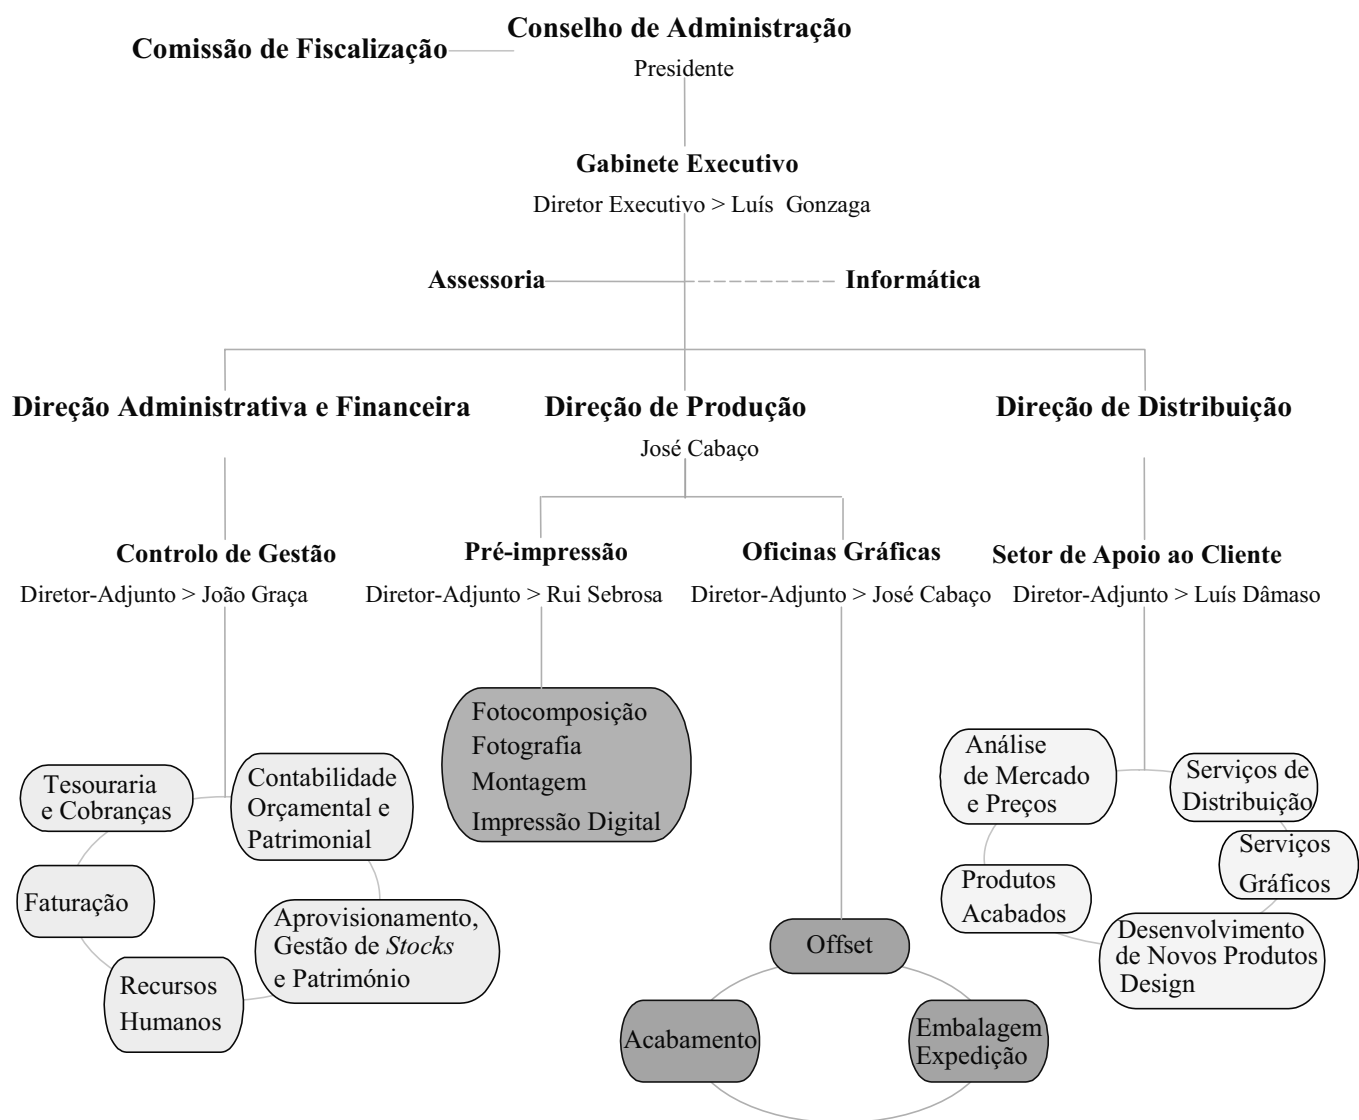 Conselho de Administração
Comissão de Fiscalização
Presidente
Gabinete Executivo
Diretor Executivo > Luís Gonzaga
Assessoria
Informática
Direção Administrativa e Financeira
Direção de Produção
Direção de Distribuição
José Cabaço
Controlo de Gestão
Diretor-Adjunto > João Graça
Pré-impressão
Diretor-Adjunto > Rui Sebrosa
Oficinas Gráficas
Diretor-Adjunto > José Cabaço
Setor de Apoio ao Cliente
Diretor-Adjunto > Luís Dâmaso
Tesouraria
e Cobranças
Contabilidade
Orçamental e
Patrimonial
Faturação
Aprovisionamento,
Gestão de Stocks
e Património
Recursos
Humanos
Fotocomposição
Fotografia
Montagem
Impressão Digital
Offset
Acabamento
Embalagem
Expedição
Análise
de Mercado
e Preços
Serviços de
Distribuição
Serviços
Gráficos
Produtos
Acabados
Desenvolvimento
de Novos Produtos
Design